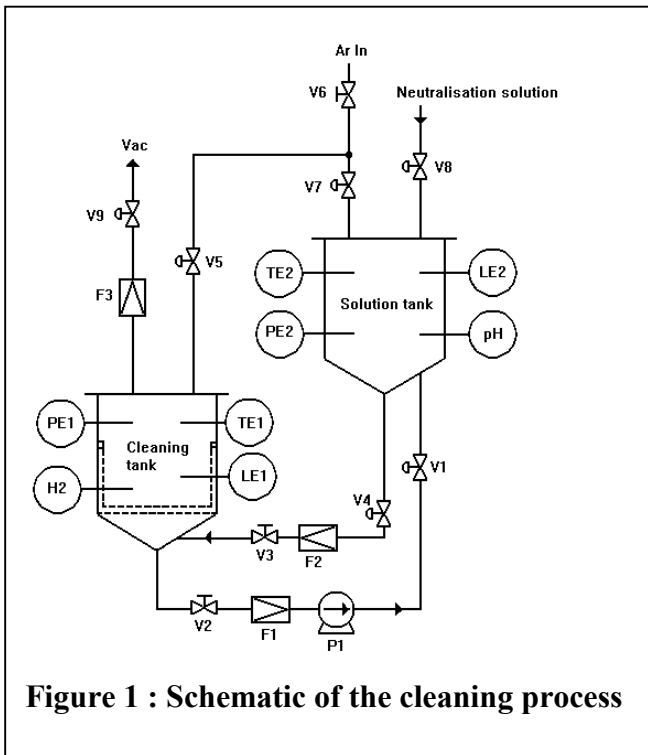 Ar In
V6
Neutralisation solution
Vac
V7
V8
V9
V5
TE2
LE2
F3
Solution tank
PE2
pH
PE1
TE1
Cleaning
tank
V1
H2
LE1
V4
V3
F2
V2
F1
P1
Figure 1 : Schematic of the cleaning process